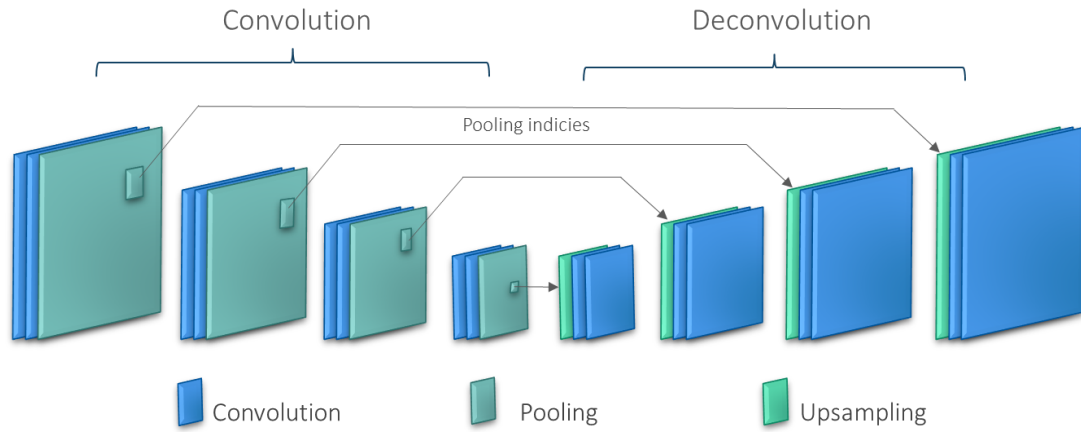 Convolution
Deconvolution
Pooling indicies
Convolution
Pooling
Upsampling